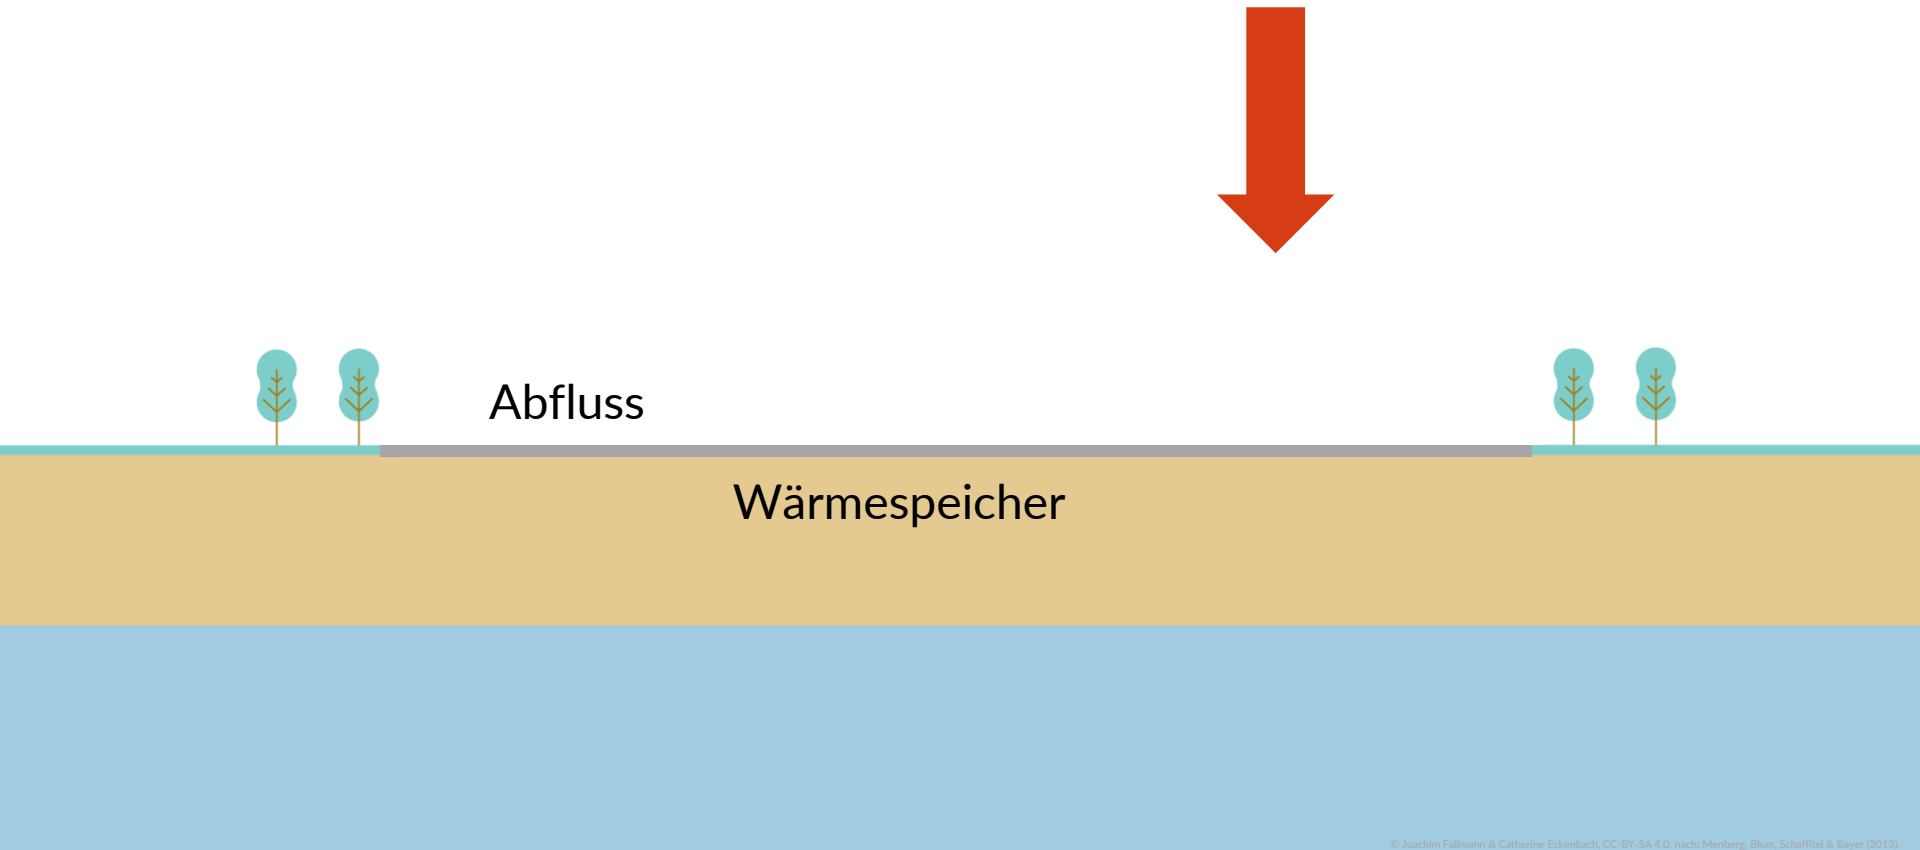 Abfluss
Wärmespeicher
© Joachim Fallmann & Catherine Eckenbach, CC-BY-SA 4.0. nach: Menberg, Blum, Schaffitel & Bayer (2013).